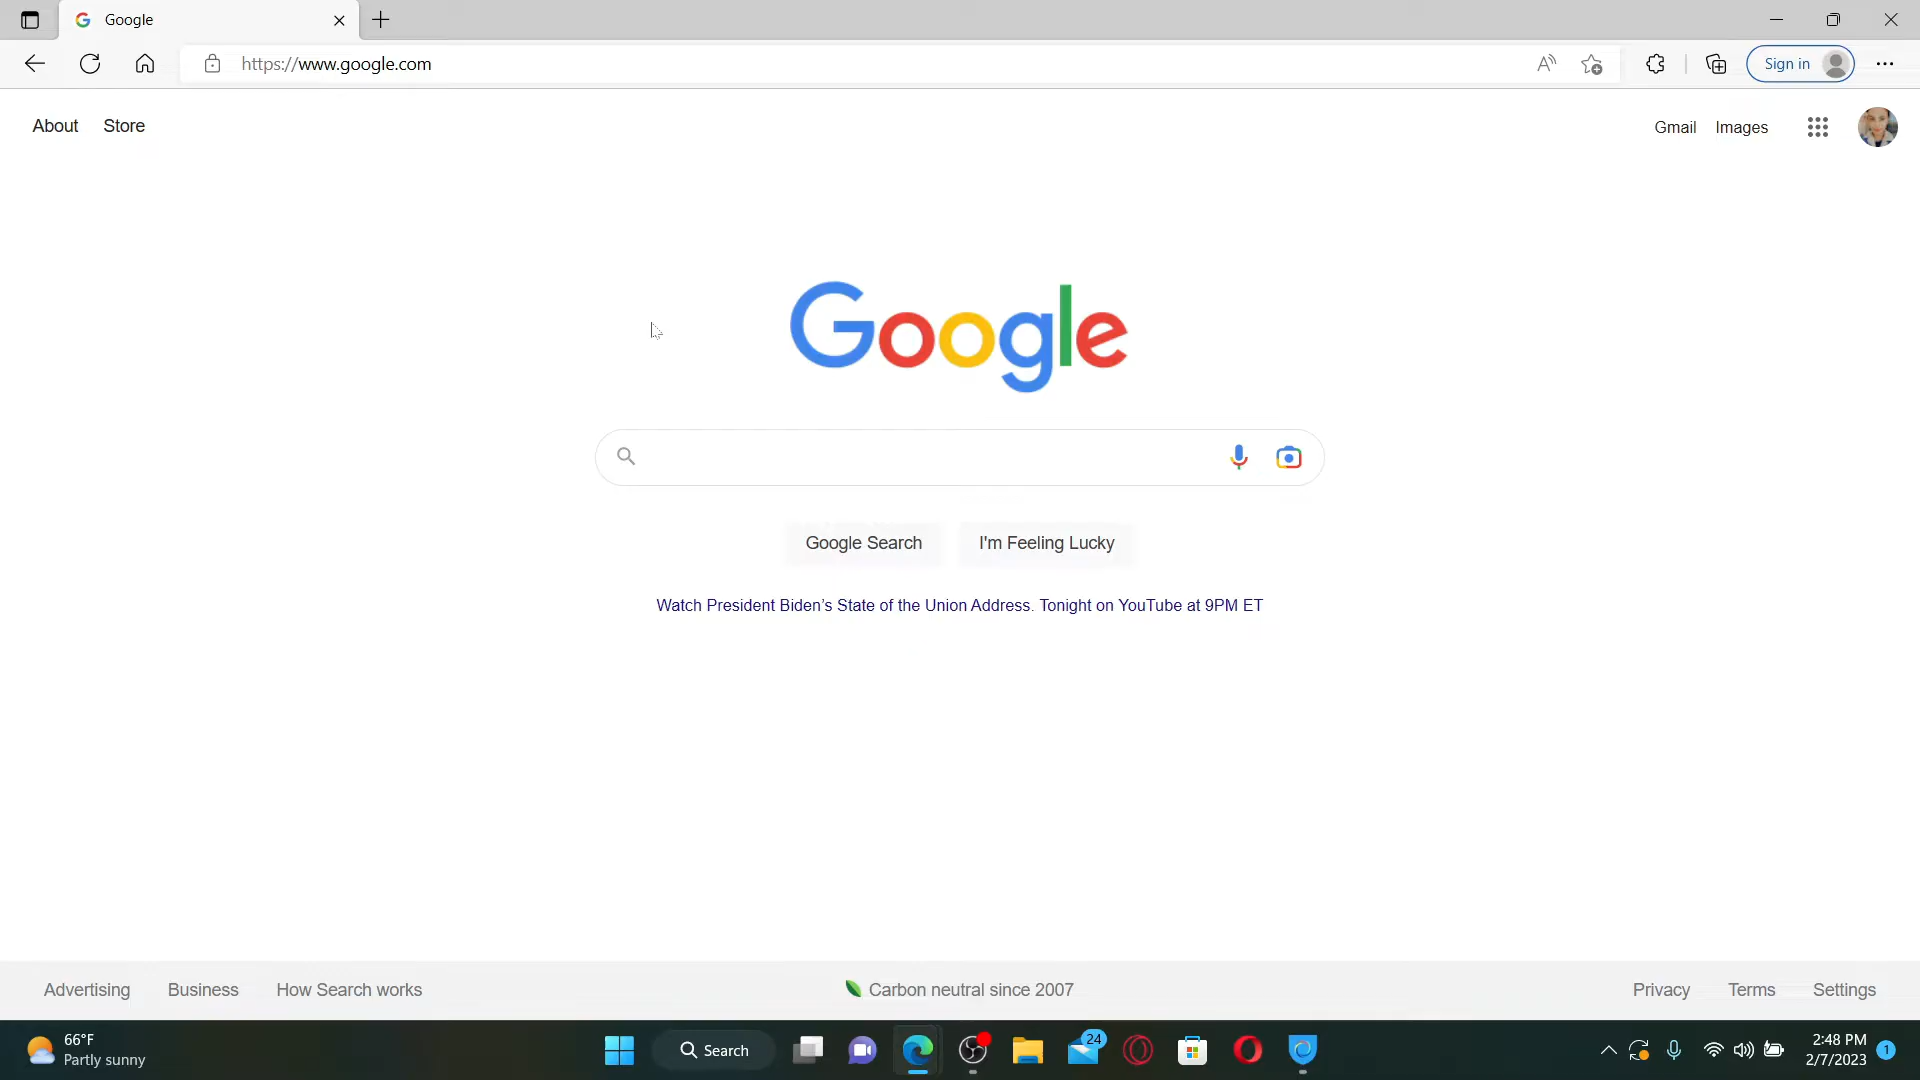 Google
https://www.google.com
Sign in
About Store
Gmail Images
Google
Google Search I'm Feeling Lucky
Watch President Biden’s State of the Union Address. Tonight on YouTube at 9PM ET
Advertising Business How Search works
Carbon neutral since 2007
Privacy Terms Settings
66°F
Partly sunny
Search
24
2:48 PM
2/7/2023
1